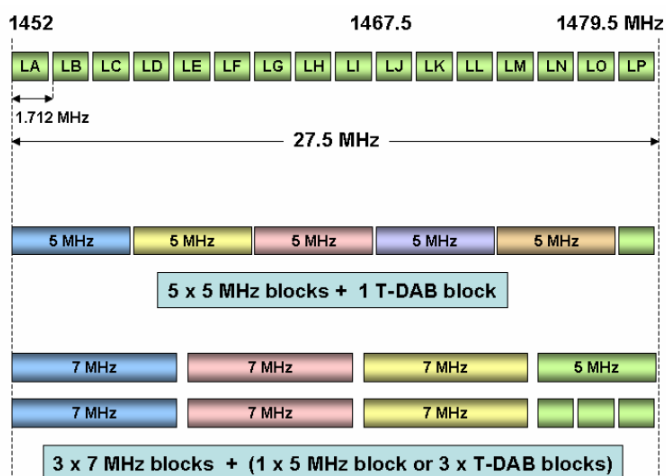 1452 1467.5 1479.5 MHz
LA LB LC LD LE LF LG LH LI LJ LK LL LM LN LO LP
1.712 MHz
27.5 MHz
5 MHz 5 MHz 5 MHz 5 MHz 5 MHz
5 x 5 MHz blocks + 1 T-DAB block
7 MHz 7 MHz 7 MHz 5 MHz
7 MHz 7 MHz 7 MHz
3 x 7 MHz blocks + (1 x 5 MHz block or 3 x T-DAB blocks)